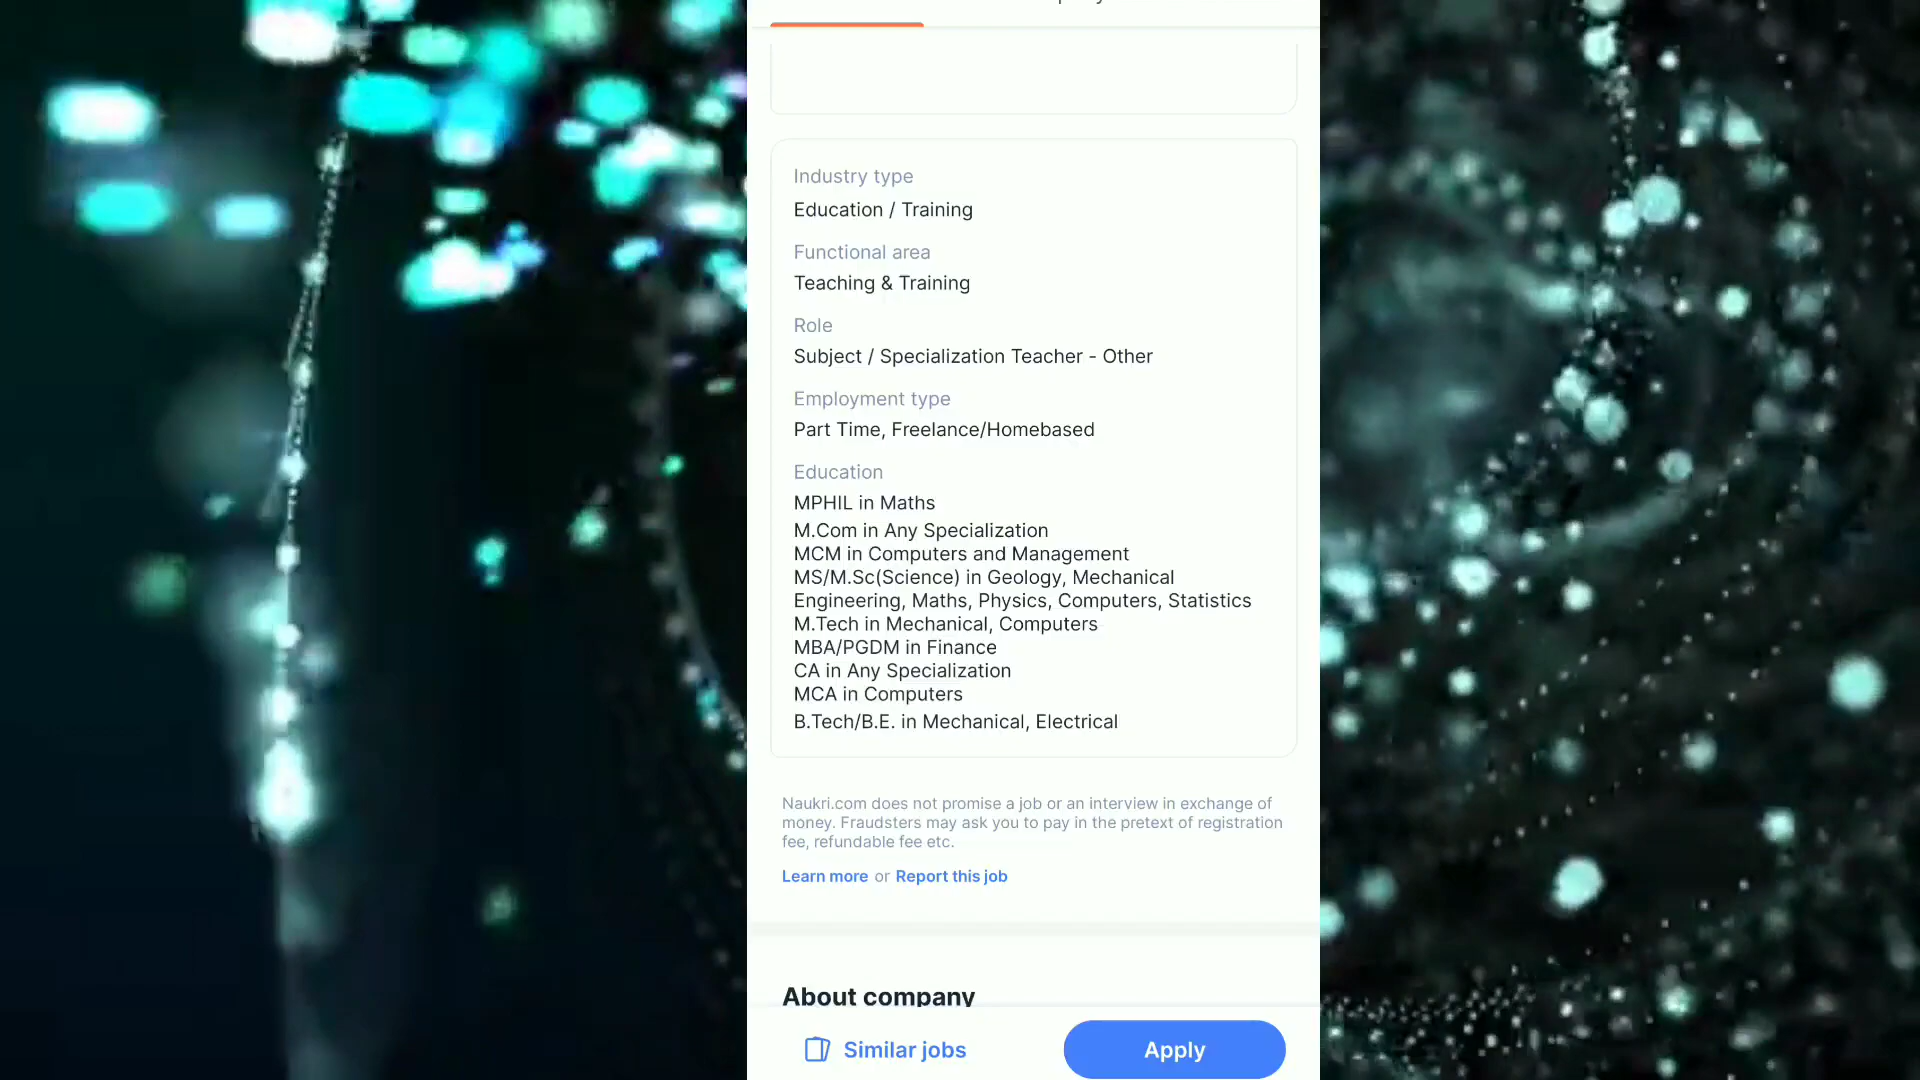 Industry type
Education / Training
Functional area
Teaching & Training
Role
Subject / Specialization Teacher - Other
Employment type
Part Time, Freelance/Homebased
Education
MPHIL in Maths
M.Com in Any Specialization
MCM in Computers and Management
MS/M.Sc(Science) in Geology, Mechanical
Engineering, Maths, Physics, Computers, Statistics
M.Tech in Mechanical, Computers
MBA/PGDM in Finance
CA in Any Specialization
MCA in Computers
B.Tech/B.E. in Mechanical, Electrical
Naukri.com does not promise a job or an interview in exchange of
money. Fraudsters may ask you to pay in the pretext of registration
fee, refundable fee etc.
Learn more or Report this job
About company
Similar jobs
Apply